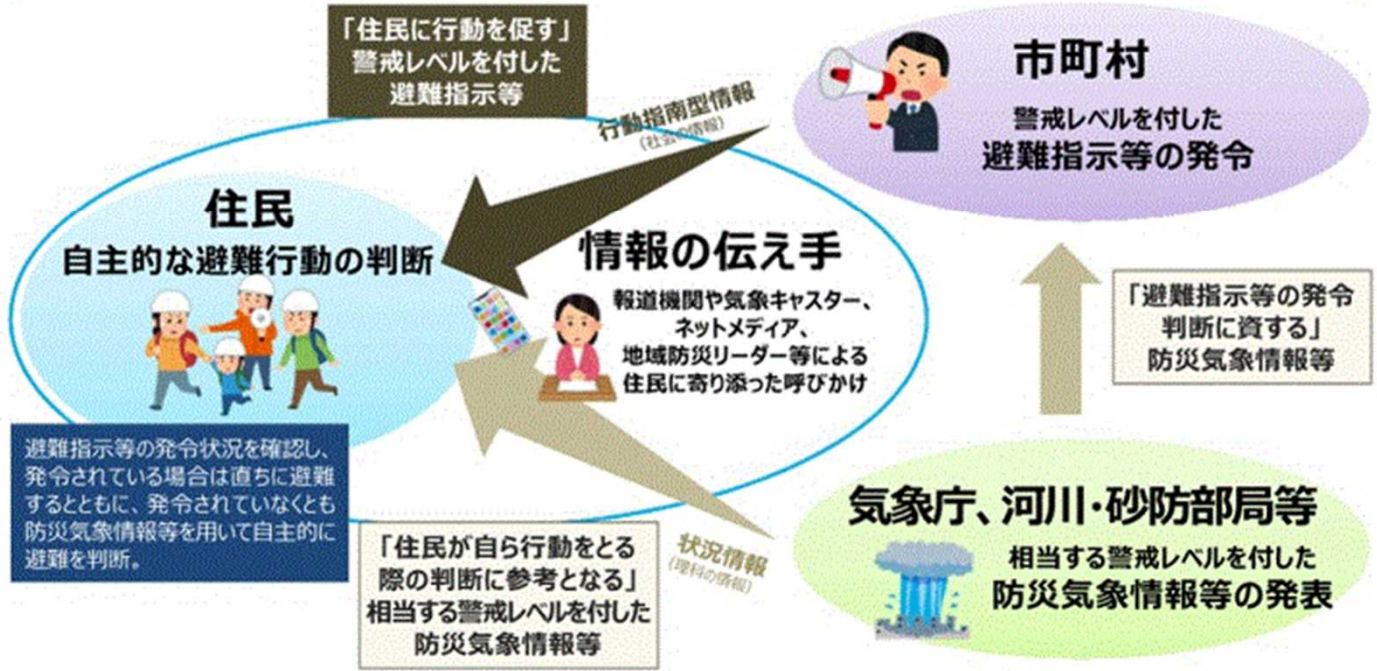 「住民に行動を促す」
警戒レベルを付した
避難指示等
行動指南型情報
(社会の情報)
市町村
警戒レベルを付した
避難指示等の発令
住民
自主的な避難行動の判断
情報の伝え手
報道機関や気象キャスター、
ネットメディア、
地域防災リーダー等による
住民に寄り添った呼びかけ
「避難指示等の発令
判断に資する」
防災気象情報等
避難指示等の発令状況を確認し、
発令されている場合は直ちに避難
するとともに、発令されていなくとも
防災気象情報等を用いて自主的に
避難を判断。
「住民が自ら行動をとる
際の判断に参考となる」
相当する警戒レベルを付した
防災気象情報等
状況情報
(理科の情報)
気象庁、河川・砂防部局等
相当する警戒レベルを付した
防災気象情報等の発表